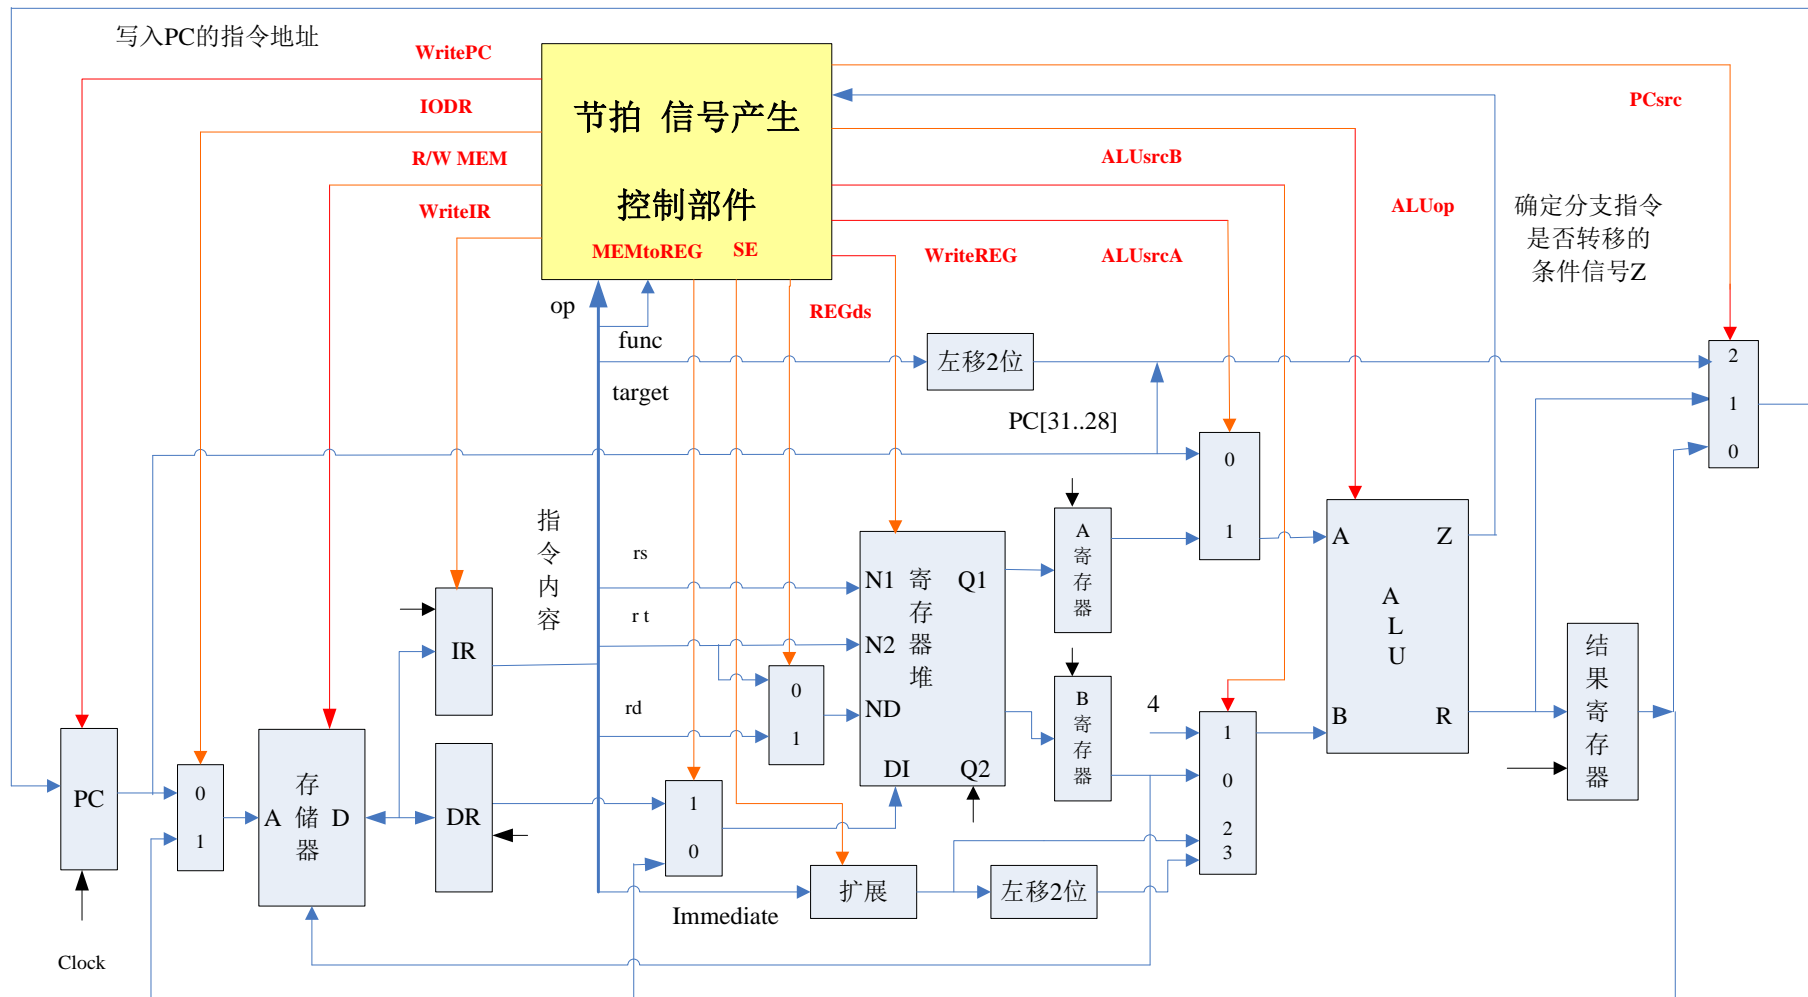 写入PC的指令地址
WritePC
IODR
R/W MEM
WriteIR
节拍 信号产生
控制部件
MEMtoREG
SE
PCsrc
ALUsrcB
ALUop
WriteREG
ALUsrcA
REGds
确定分支指令
是否转移的
条件信号Z
op
func
target
左移2位
PC[31..28]
2
1
0
0
1
指
令
内
容
rs
r t
rd
IR
N1
N2
ND
DI
Q1
Q2
寄
存
器
堆
A
寄
存
器
B
寄
存
器
A
B
Z
R
A
L
U
结
果
寄
存
器
0
1
4
1
0
2
3
PC
0
1
A
存
储
器
D
DR
1
0
扩展
左移2位
Immediate
Clock